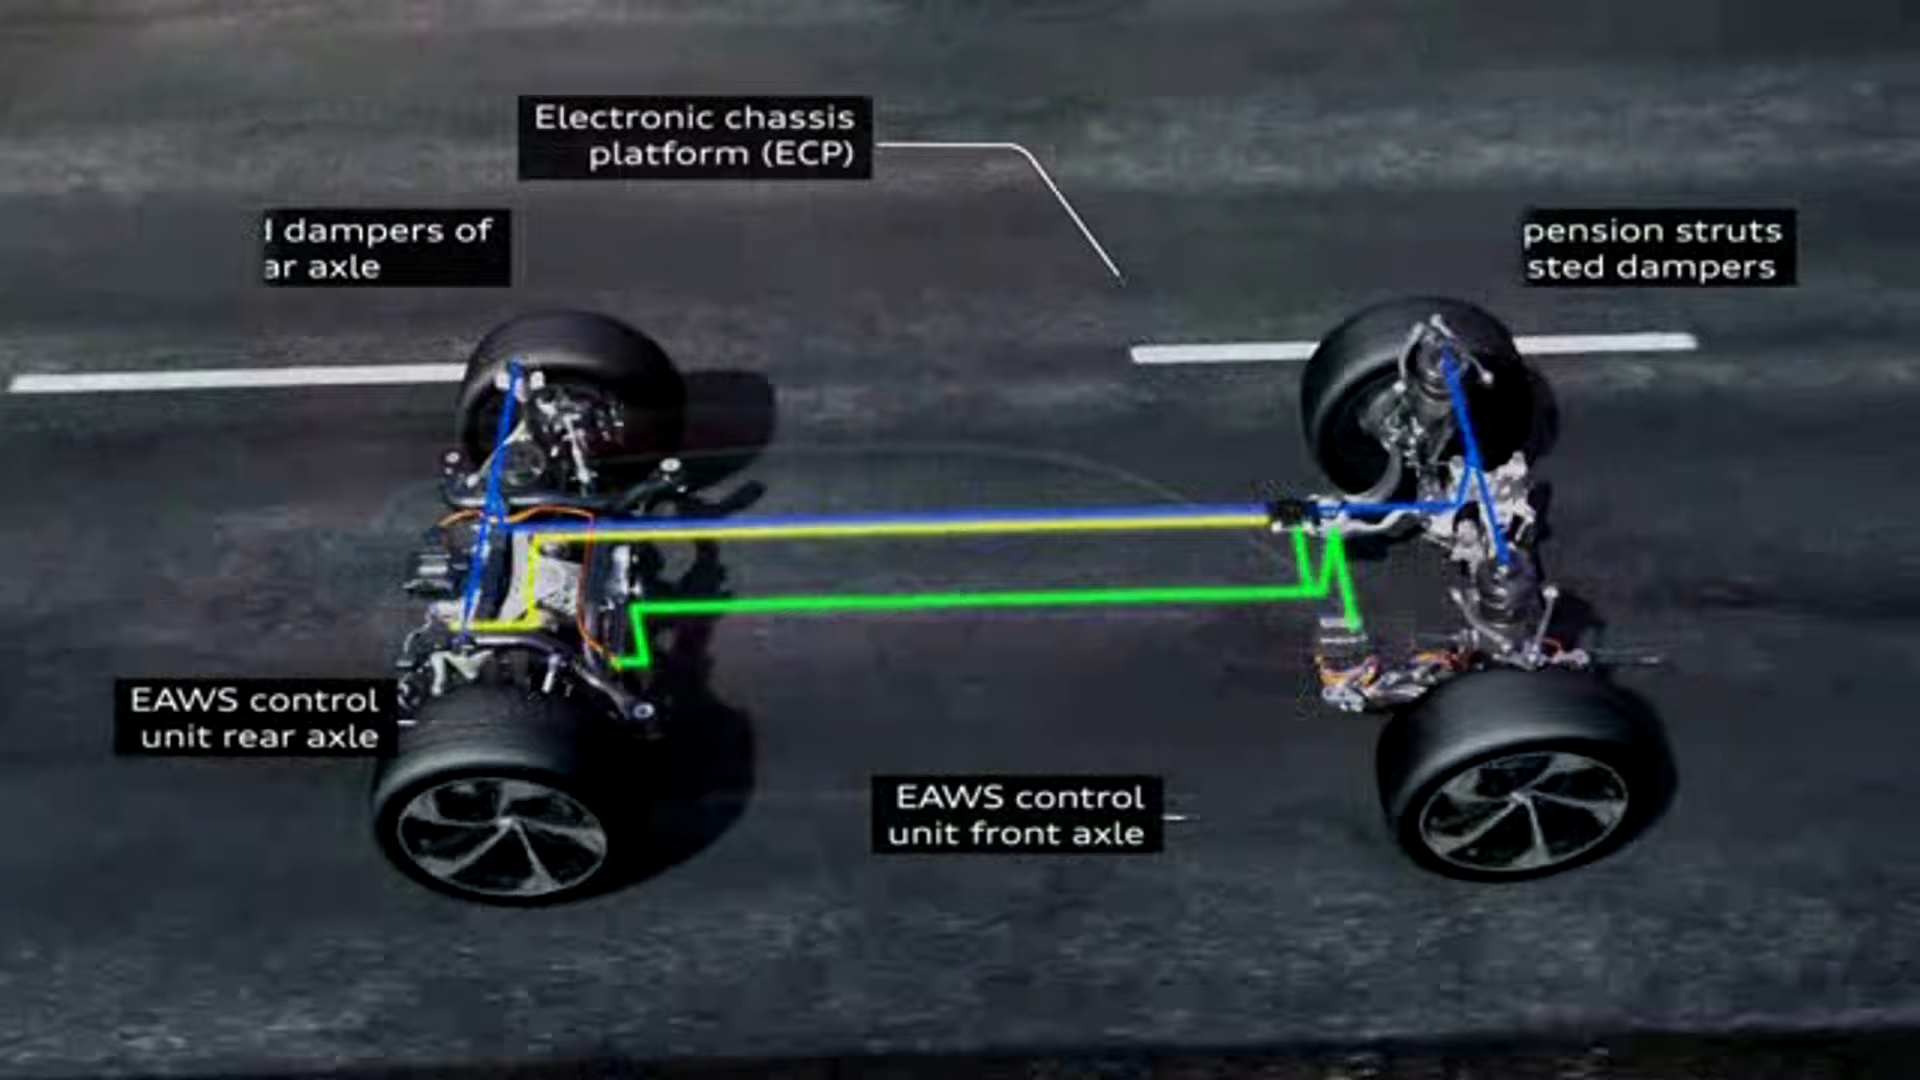 Electronic chassis
platform (ECP)
dampers of
ar axle
pension struts
sted dampers
EAWS control
unit rear axle
EAWS control
unit front axle